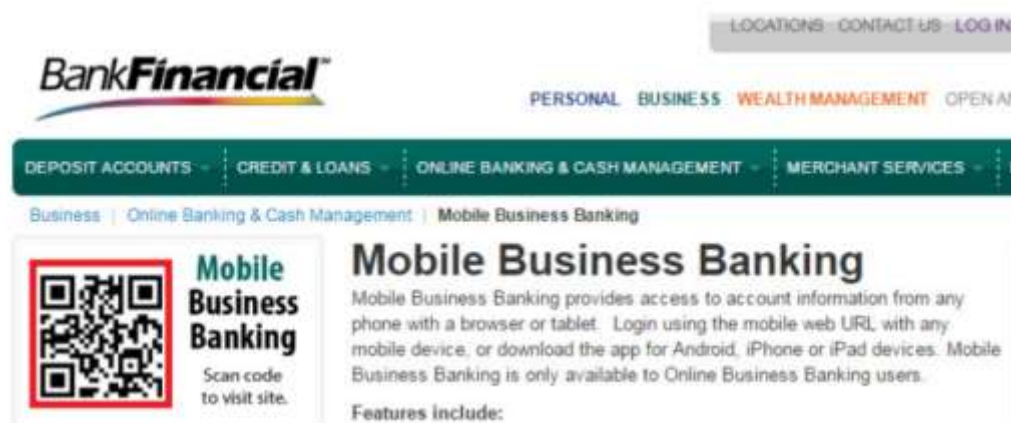 LOCATIONS CONTACT US LOG IN
BankFinancial™
PERSONAL BUSINESS WEALTH MANAGEMENT OPEN
DEPOSIT ACCOUNTS CREDIT & LOANS ONLINE BANKING & CASH MANAGEMENT MERCHANT SERVICES
Business | Online Banking & Cash Management | Mobile Business Banking
Mobile
Business
Banking
Scan code
to visit site.
Mobile Business Banking
Mobile Business Banking provides access to account information from any
phone with a browser or tablet. Login using the mobile web URL with any
mobile device, or download the app for Android, iPhone or iPad devices. Mobile
Business Banking is only available to Online Business Banking users.
Features include: